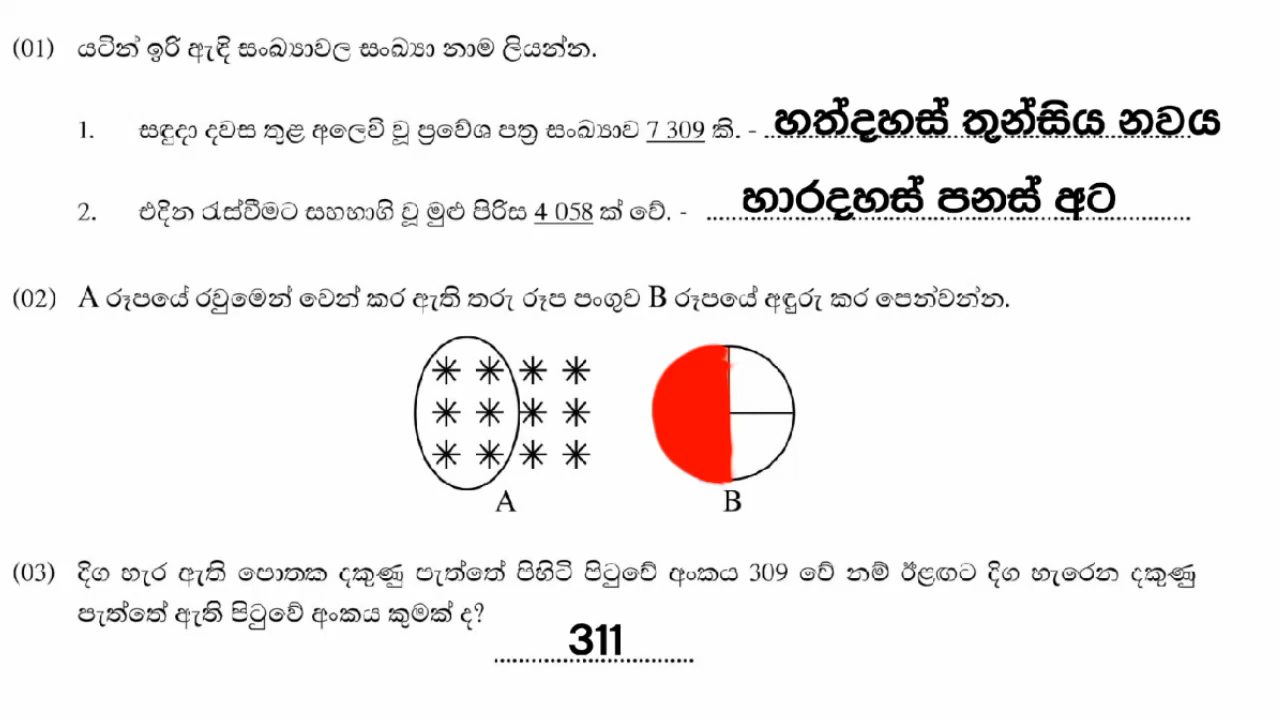 (01) යටින් ඉරි ඇඳි සංඛ්‍යාවල සංඛ්‍යා නාම ලියන්න.
1. සඳුදා දවස තුළ අලෙවි වූ ප්‍රවේශ පත්‍ර සංඛ්‍යාව 7 309 කි. - හත්දහස් තුන්සිය නවය
2. එදින රැස්වීමට සහභාගි වූ මුළු පිරිස 4 058 ක් වේ. - හාරදහස් පනස් අට
(02) A රූපයේ රවුමෙන් වෙන් කර ඇති තරු රූප පංගුව B රූපයේ අඳුරු කර පෙන්වන්න.
A B
(03) දිග හැර ඇති පොතක දකුණු පැත්තේ පිහිටි පිටුවේ අංකය 309 වේ නම් ඊළඟට දිග හැරෙන දකුණු
පැත්තේ ඇති පිටුවේ අංකය කුමක් ද?
311